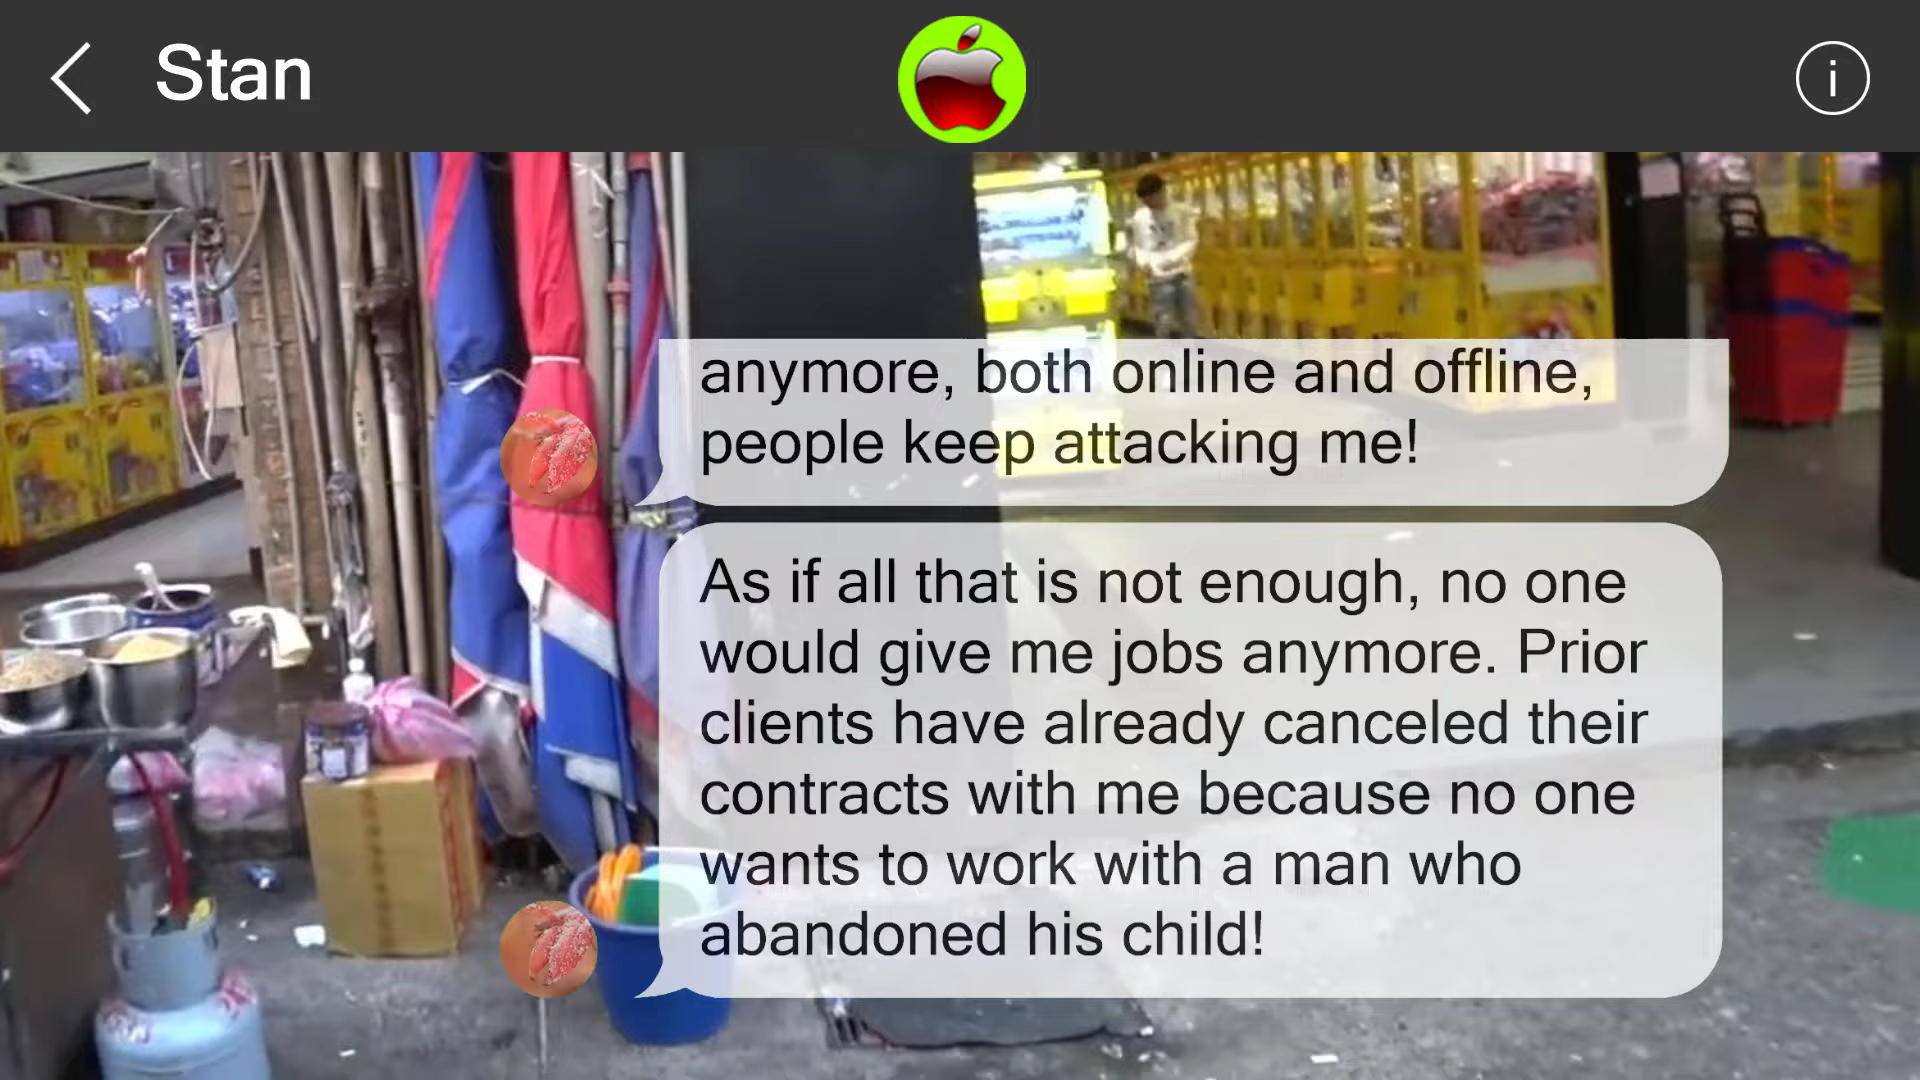 Stan
i
anymore, both online and offline,
people keep attacking me!
As if all that is not enough, no one
would give me jobs anymore. Prior
clients have already canceled their
contracts with me because no one
wants to work with a man who
abandoned his child!